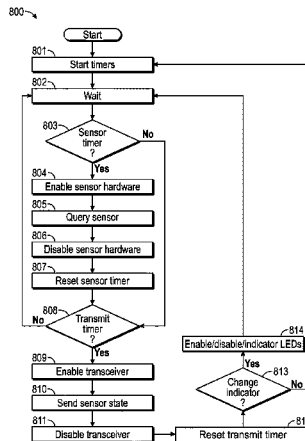 800
Start
801
Start timers
802
Wait
803
Sensor
timer
?
No
Yes
804
Enable sensor hardware
805
Query sensor
806
Disable sensor hardware
807
Reset sensor timer
808
Transmit
timer
?
No
Yes
809
Enable transceiver
810
Send sensor state
811
Disable transceiver
814
Enable/disable/indicator LEDs
Yes
813
Change
indicator
?
No
Reset transmit timer